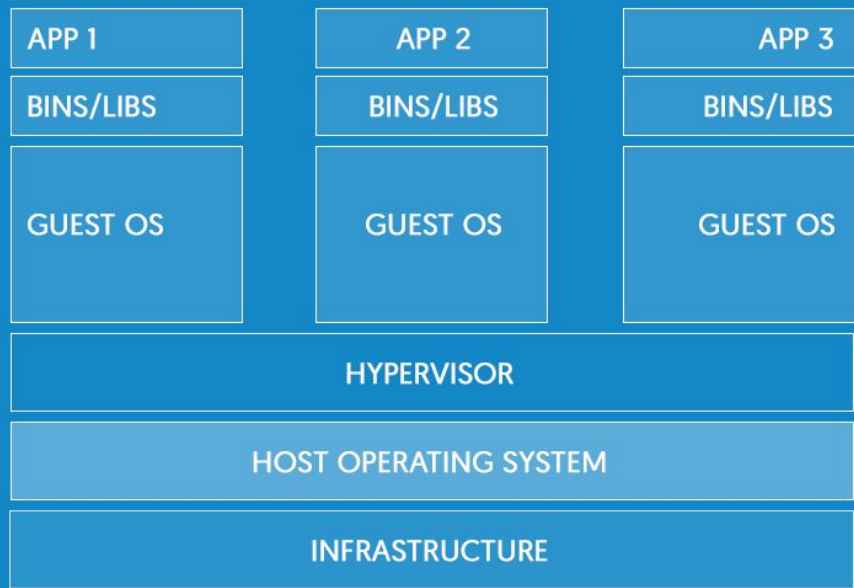 APP 1
APP 2
APP 3
BINS/LIBS
BINS/LIBS
BINS/LIBS
GUEST OS
GUEST OS
GUEST OS
HYPERVISOR
HOST OPERATING SYSTEM
INFRASTRUCTURE